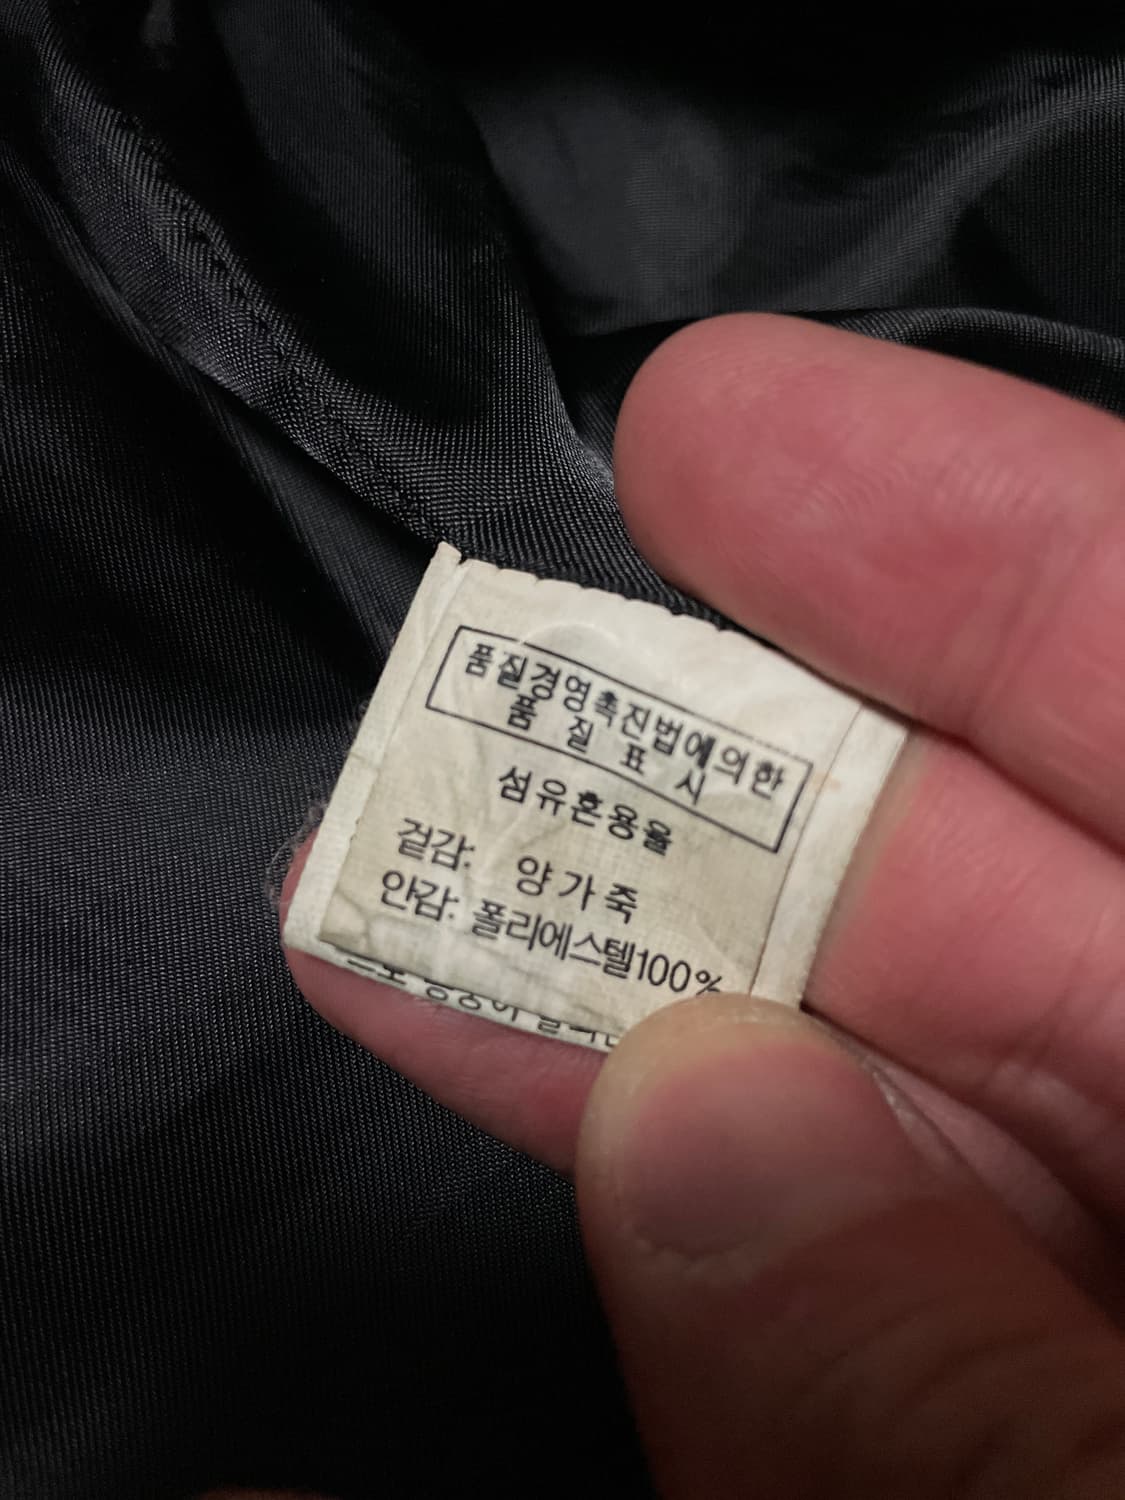 품질경영촉진법에의한
품 질 표 시
섬유혼용율
겉감: 양가죽
안감: 폴리에스텔100%